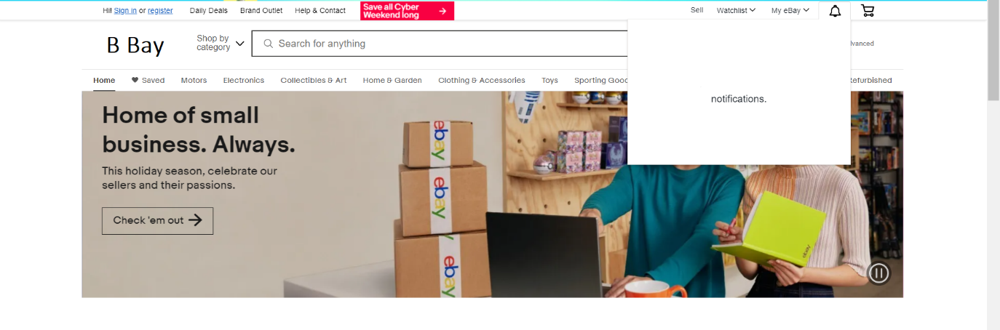 Hi! Sign in or register
Daily Deals
Brand Outlet
Help & Contact
Save all Cyber
Weekend long
Sell
Watchlist
My eBay
B Bay
Shop by
category
Search for anything
Home
Saved
Motors
Electronics
Collectibles & Art
Home & Garden
Clothing & Accessories
Toys
Sporting
notifications.
Home of small
business. Always.
This holiday season, celebrate our
sellers and their passions.
Check 'em out
ebay
ebay
ebay
ebay